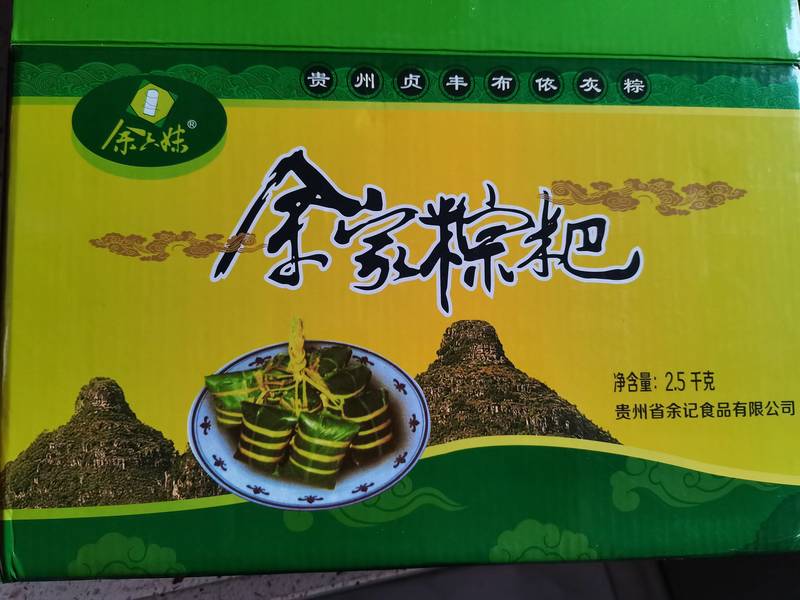 贵州贞丰布依灰粽
余六妹®
余家粽粑
净含量：2.5 千克
贵州省余记食品有限公司